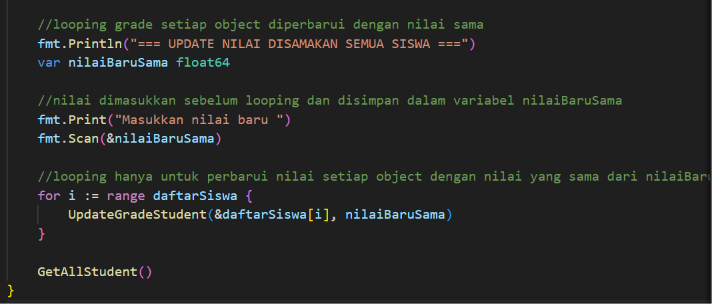 //looping grade setiap object diperbarui dengan nilai sama
fmt.Println("=== UPDATE NILAI DISAMAKAN SEMUA SISWA ===")
var nilaiBaruSama float64
//nilai dimasukkan sebelum looping dan disimpan dalam variabel nilaiBaruSama
fmt.Print("Masukkan nilai baru ")
fmt.Scan(&nilaiBaruSama)
//looping hanya untuk perbarui nilai setiap object dengan nilai yang sama dari nilaiBaru
for i := range daftarSiswa {
UpdateGradeStudent(&daftarSiswa[i], nilaiBaruSama)
}
GetAllStudent()
}